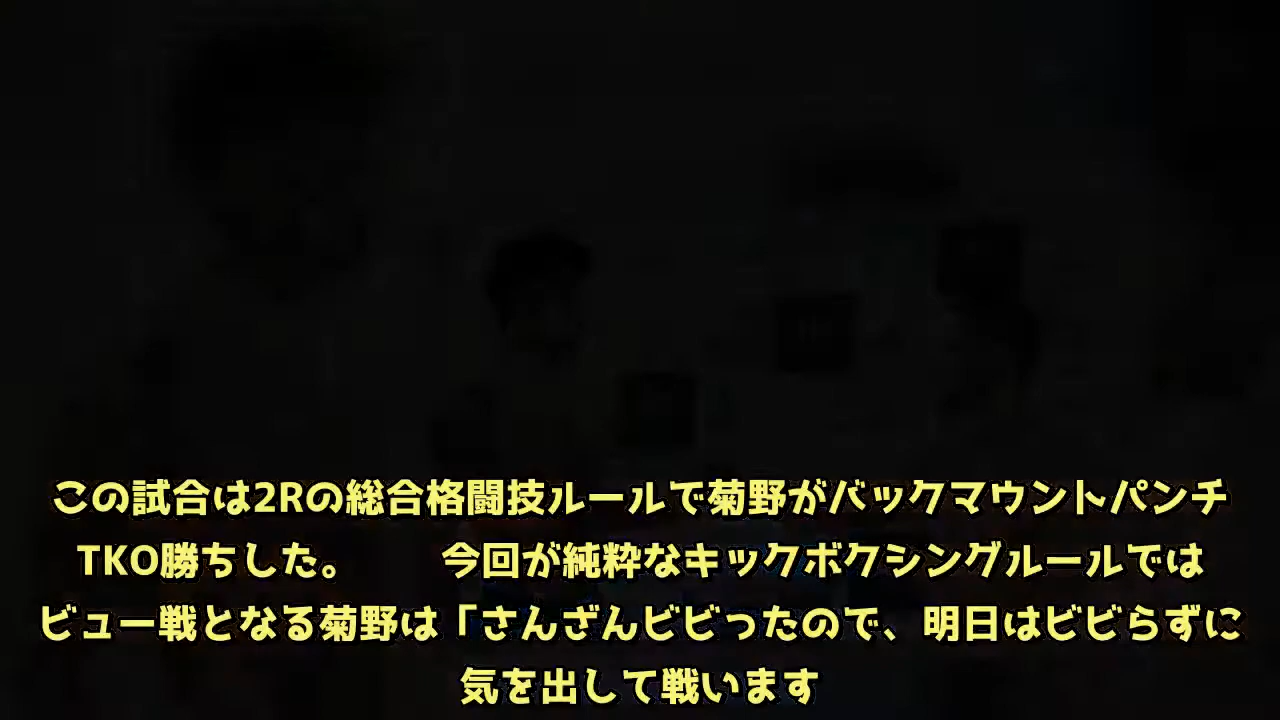 この試合は2Rの総合格闘技ルールで菊野がバックマウントパンチ
TKO勝ちした。　　今回が純粋なキックボクシングルールでは
ビュー戦となる菊野は「さんざんビビったので、明日はビビらずに
気を出して戦います